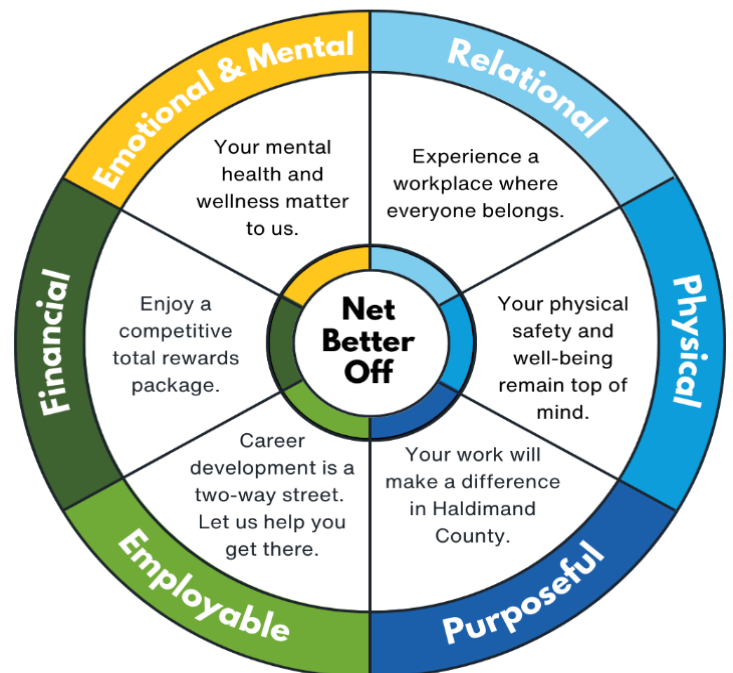 Emotional & Mental
Your mental
health and
wellness matter
to us.
Relational
Experience a
workplace where
everyone belongs.
Physical
Your physical
safety and
well-being
remain top of
mind.
Purposeful
Your work will
make a difference
in Haldimand
County.
Employable
Career
development is a
two-way street.
Let us help you
get there.
Financial
Enjoy a
competitive
total rewards
package.
Net
Better
Off